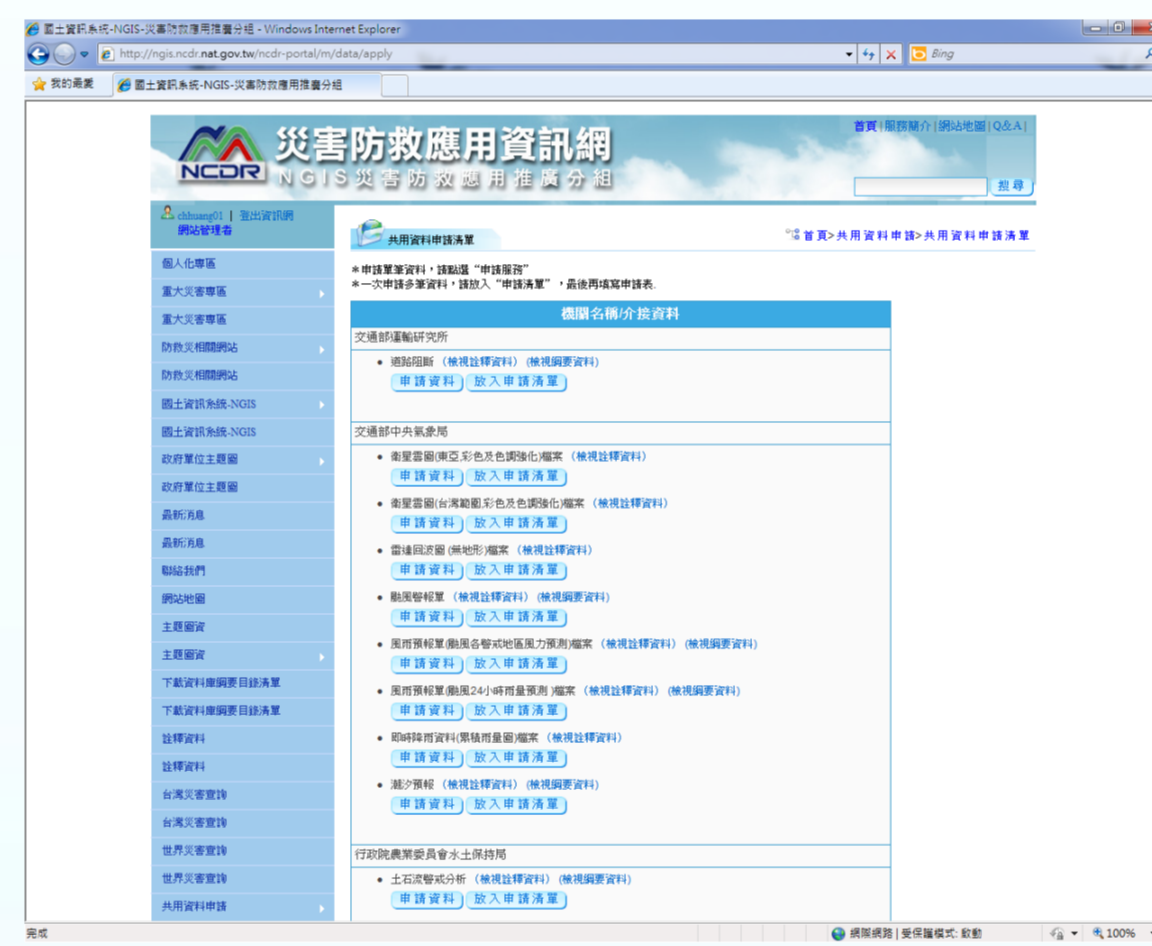 國土資訊系統-NGIS-災害防救應用推廣分組 - Windows Internet Explorer
http://ngis.ncdr.nat.gov.tw/ncdr-portal/m/data/apply
Bing
我的最愛
國土資訊系統-NGIS-災害防救應用推廣分組
首頁|服務簡介|網站地圖|Q&A|
NCDR
災害防救應用資訊網
NGIS災害防救應用推廣分組
搜尋
chhuang01 | 登出資訊網
網站管理者
個人化專區
重大災害專區
重大災害專區
防救災相關網站
防救災相關網站
國土資訊系統-NGIS
國土資訊系統-NGIS
政府單位主題圖
政府單位主題圖
最新消息
最新消息
聯絡我們
網站地圖
主題圖資
主題圖資
下載資料庫綱要目錄清單
下載資料庫綱要目錄清單
詮釋資料
詮釋資料
台灣災害查詢
台灣災害查詢
世界災害查詢
世界災害查詢
共用資料申請
共用資料申請清單
首頁>共用資料申請>共用資料申請清單
*申請單筆資料，請點選“申請服務”
*一次申請多筆資料，請放入“申請清單”，最後再填寫申請表.
機關名稱/介接資料
交通部運輸研究所
• 道路阻斷 (檢視詮釋資料) (檢視綱要資料)
申請資料 放入申請清單
交通部中央氣象局
• 衛星雲圖(東亞,彩色及色調強化)檔案 (檢視詮釋資料)
申請資料 放入申請清單
• 衛星雲圖(台灣範圍,彩色及色調強化)檔案 (檢視詮釋資料)
申請資料 放入申請清單
• 雷達回波圖 (無地形)檔案 (檢視詮釋資料)
申請資料 放入申請清單
• 颱風警報單 (檢視詮釋資料) (檢視綱要資料)
申請資料 放入申請清單
• 風雨預報單(颱風各警戒地區風力預測)檔案 (檢視詮釋資料) (檢視綱要資料)
申請資料 放入申請清單
• 風雨預報單(颱風24小時雨量預測 )檔案 (檢視詮釋資料) (檢視綱要資料)
申請資料 放入申請清單
• 即時降雨資料(累積雨量圖)檔案 (檢視詮釋資料)
申請資料 放入申請清單
• 潮汐預報 (檢視詮釋資料) (檢視綱要資料)
申請資料 放入申請清單
行政院農業委員會水土保持局
• 土石流警戒分析 (檢視詮釋資料) (檢視綱要資料)
申請資料 放入申請清單
完成
網際網路 | 受保護模式: 啟動
100%